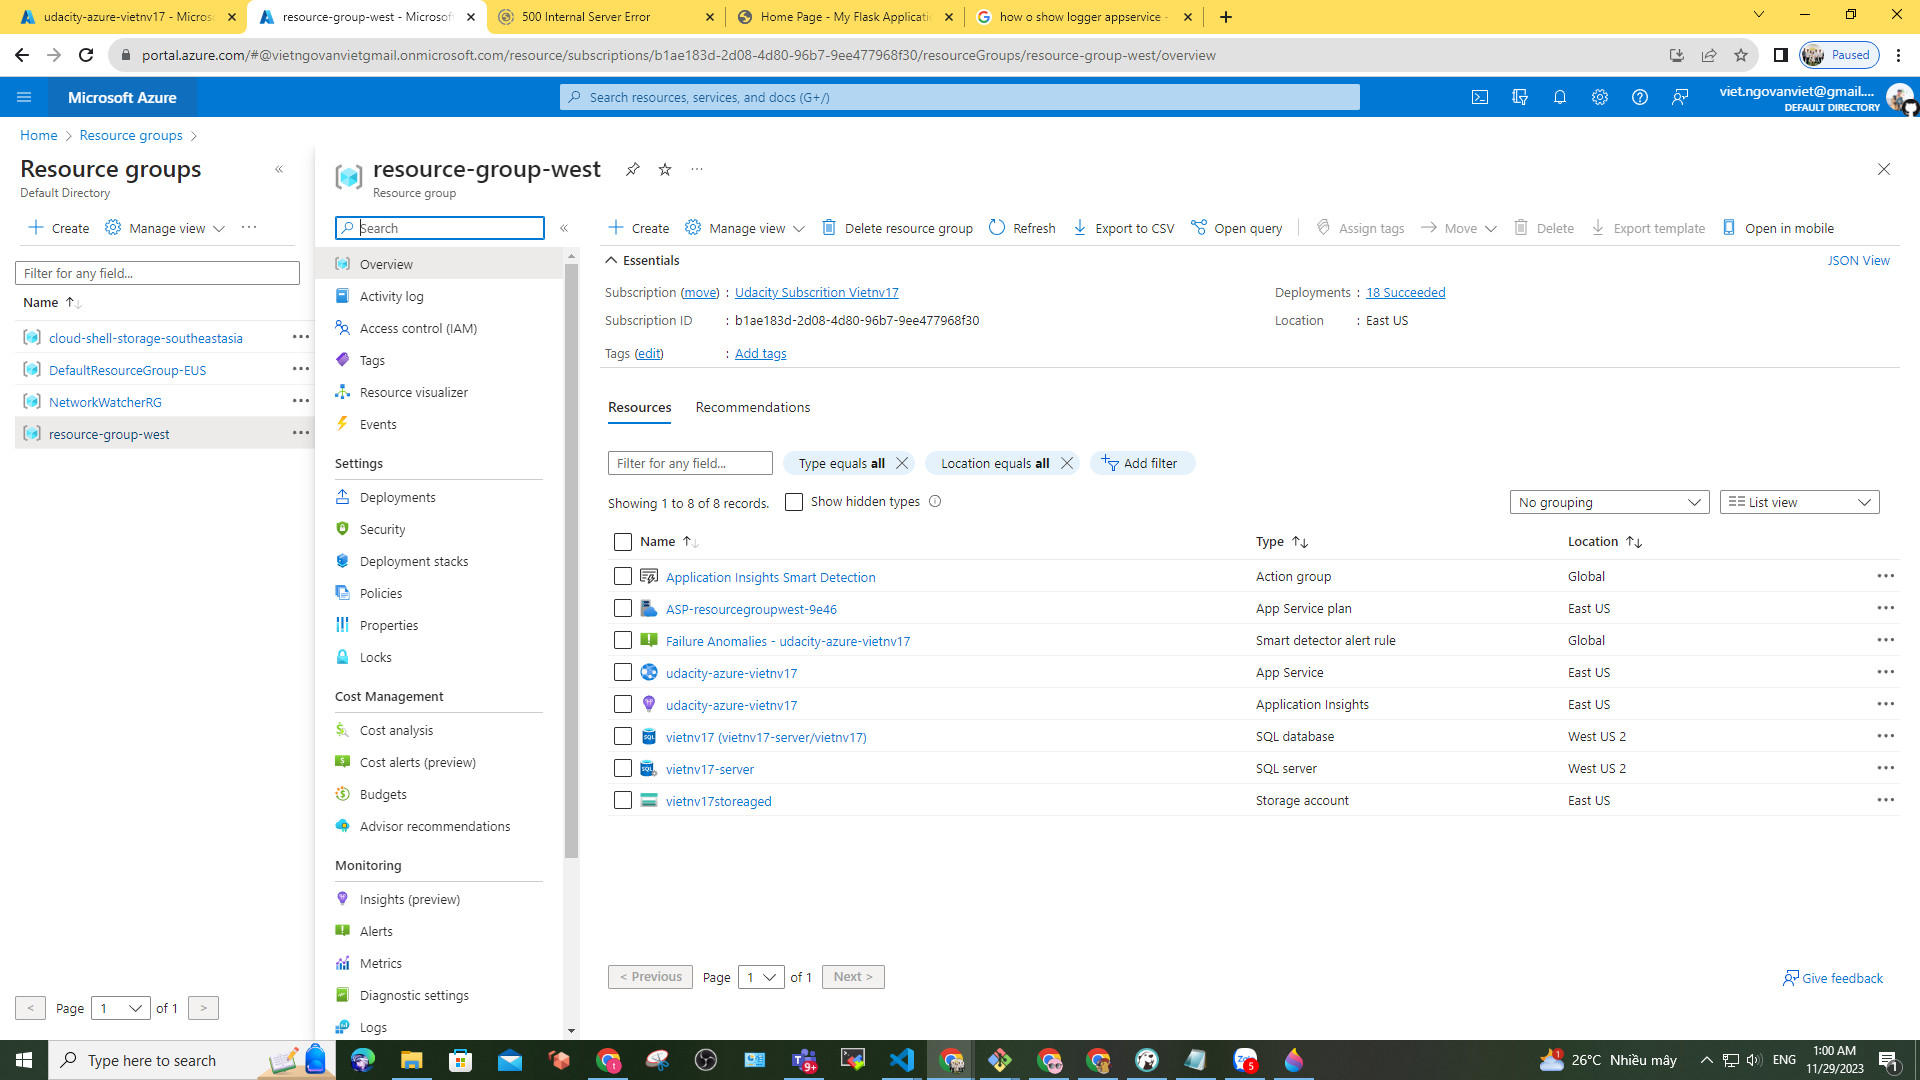 udacity-azure-vietnv17 - Micros
resource-group-west - Microsoft
500 Internal Server Error
Home Page - My Flask Applicatio
how o show logger appservice -
portal.azure.com/#@vietngovanvietgmail.onmicrosoft.com/resource/subscriptions/b1ae183d-2d08-4d80-96b7-9ee477968f30/resourceGroups/resource-group-west/overview
Paused
Microsoft Azure
Search resources, services, and docs (G+/)
viet.ngovanviet@gmail....
DEFAULT DIRECTORY
Home
Resource groups
Resource groups
Default Directory
Create
Manage view
Filter for any field...
Name
cloud-shell-storage-southeastasia
DefaultResourceGroup-EUS
NetworkWatcherRG
resource-group-west
< Page 1 of 1 >
resource-group-west
Resource group
Search
Overview
Activity log
Access control (IAM)
Tags
Resource visualizer
Events
Settings
Deployments
Security
Deployment stacks
Policies
Properties
Locks
Cost Management
Cost analysis
Cost alerts (preview)
Budgets
Advisor recommendations
Monitoring
Insights (preview)
Alerts
Metrics
Diagnostic settings
Logs
Create
Manage view
Delete resource group
Refresh
Export to CSV
Open query
Assign tags
Move
Delete
Export template
Open in mobile
Essentials
JSON View
Subscription (move) : Udacity Subscrition Vietnv17
Deployments : 18 Succeeded
Subscription ID : b1ae183d-2d08-4d80-96b7-9ee477968f30
Location : East US
Tags (edit) : Add tags
Resources
Recommendations
Filter for any field...
Type equals all
Location equals all
Add filter
Showing 1 to 8 of 8 records.
Show hidden types
No grouping
List view
Name Type Location
Application Insights Smart Detection Action group Global
ASP-resourcegroupwest-9e46 App Service plan East US
Failure Anomalies - udacity-azure-vietnv17 Smart detector alert rule Global
udacity-azure-vietnv17 App Service East US
udacity-azure-vietnv17 Application Insights East US
vietnv17 (vietnv17-server/vietnv17) SQL database West US 2
vietnv17-server SQL server West US 2
vietnv17storeaged Storage account East US
< Previous Page 1 of 1 Next >
Give feedback
Type here to search
9+
5
1
26°C Nhiều mây
ENG
1:00 AM
11/29/2023
1